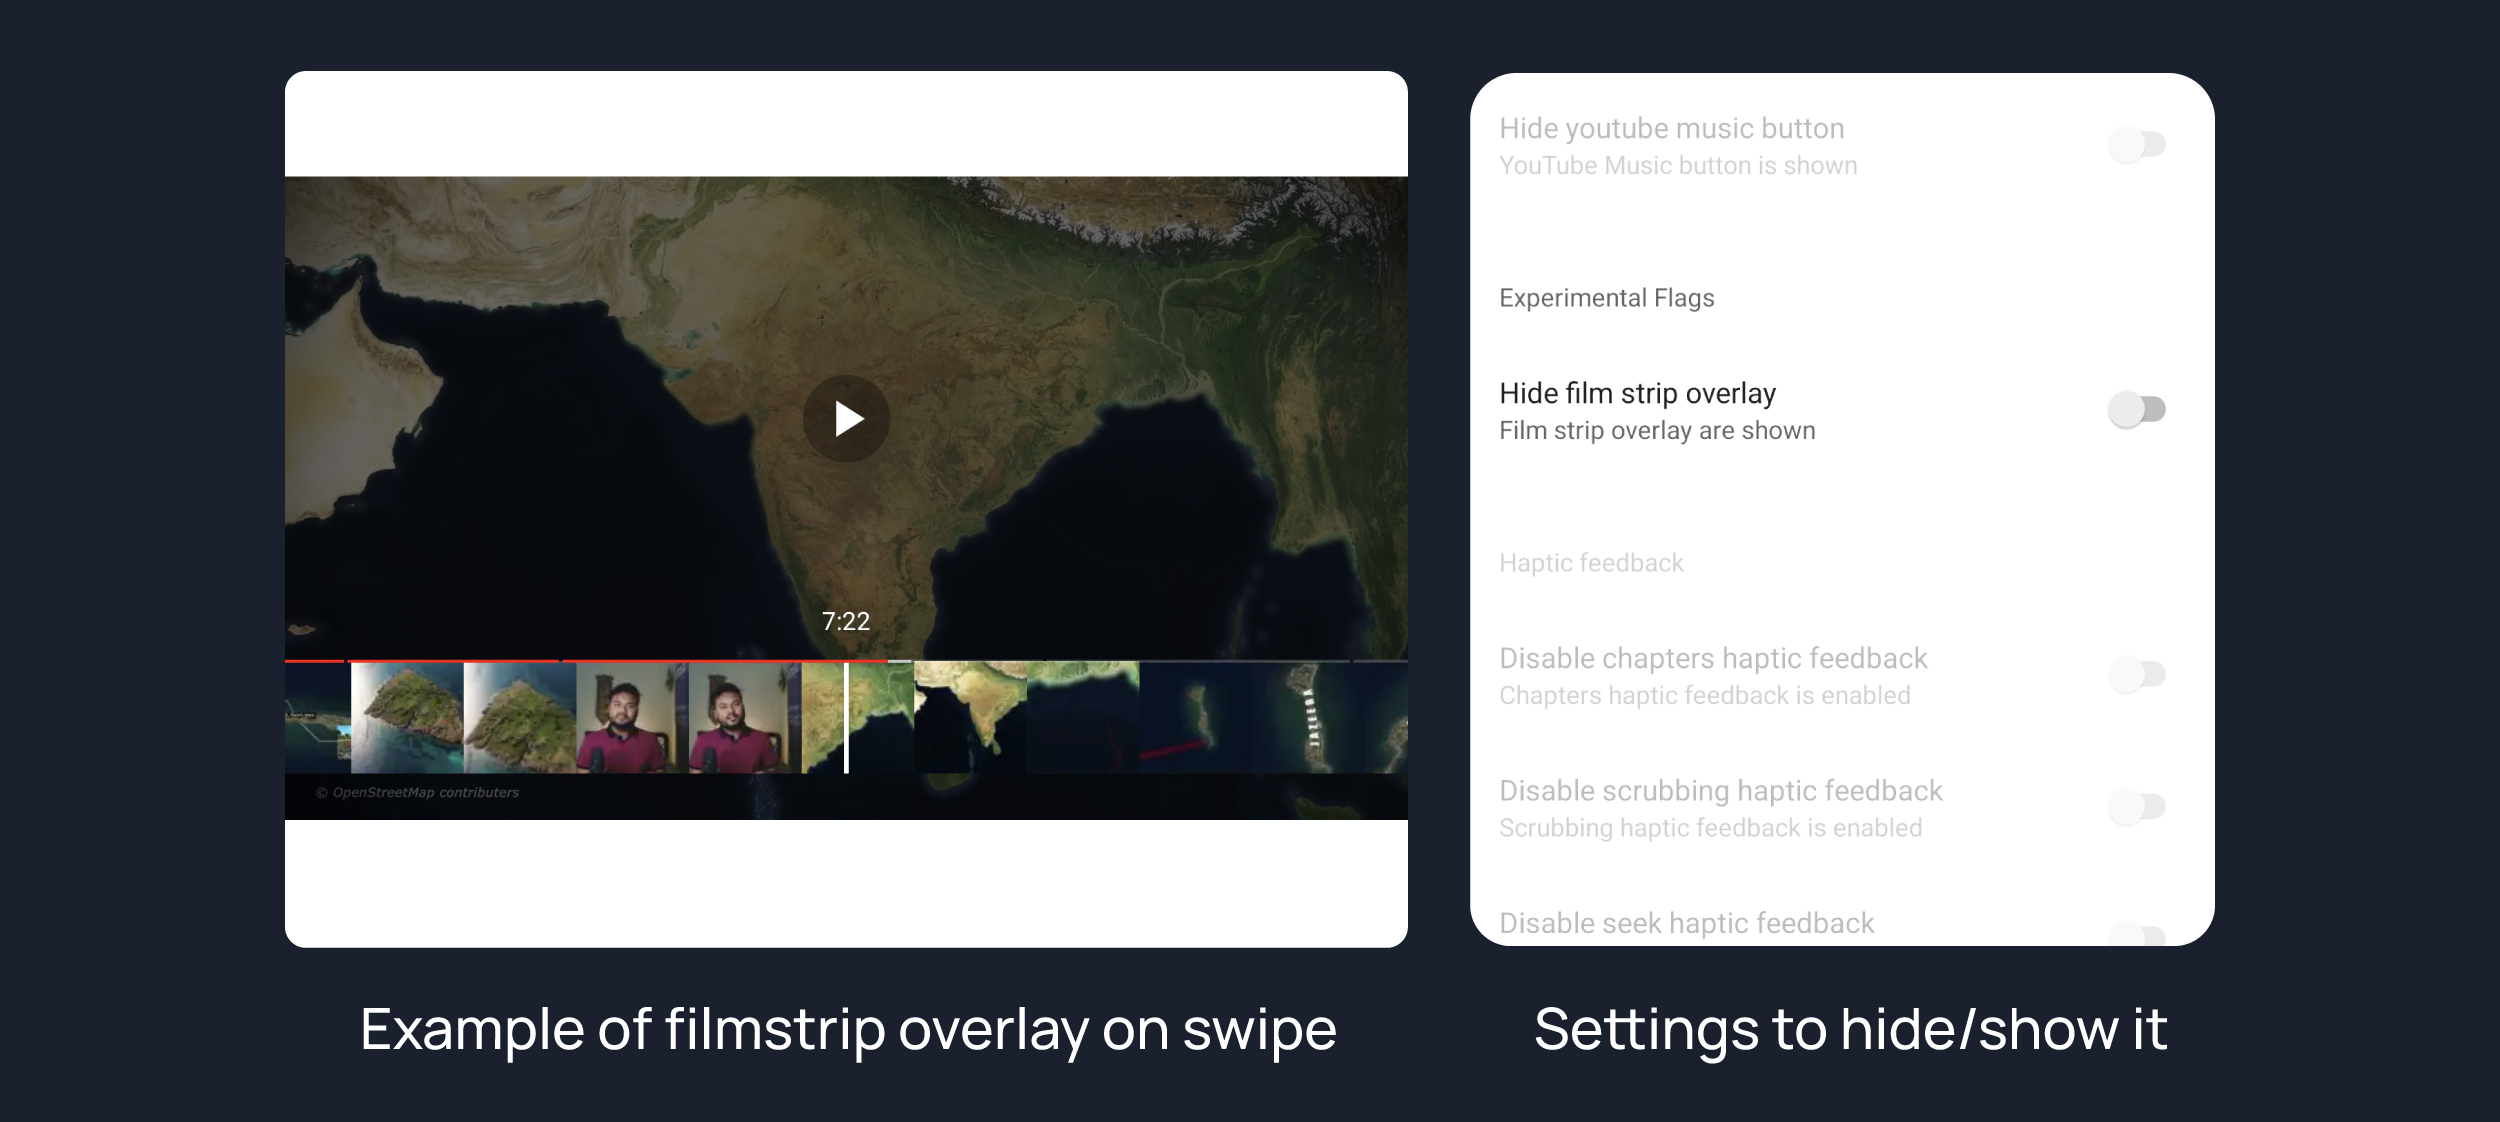 7:22
JAZEERA
© OpenStreetMap contributers
Example of filmstrip overlay on swipe
Hide youtube music button
YouTube Music button is shown
Experimental Flags
Hide film strip overlay
Film strip overlay are shown
Haptic feedback
Disable chapters haptic feedback
Chapters haptic feedback is enabled
Disable scrubbing haptic feedback
Scrubbing haptic feedback is enabled
Disable seek haptic feedback
Settings to hide/show it